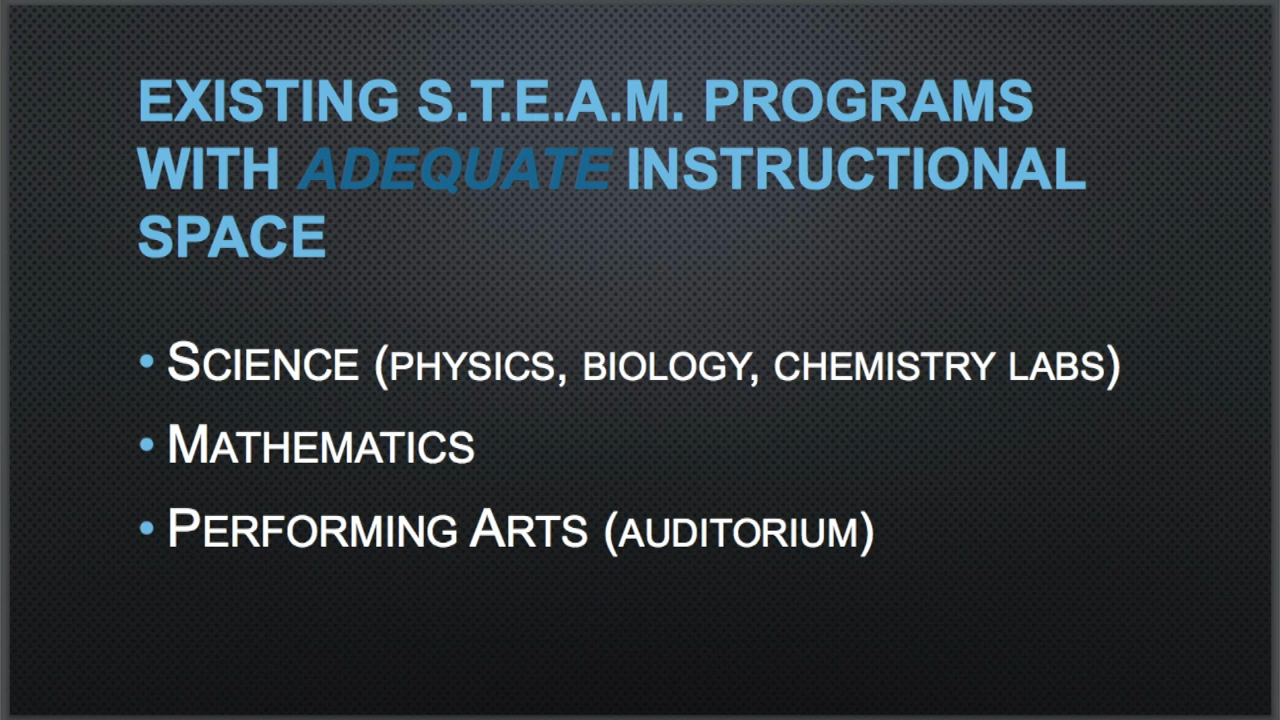 EXISTING S.T.E.A.M. PROGRAMS
WITH ADEQUATE INSTRUCTIONAL
SPACE
• SCIENCE (PHYSICS, BIOLOGY, CHEMISTRY LABS)
• MATHEMATICS
• PERFORMING ARTS (AUDITORIUM)